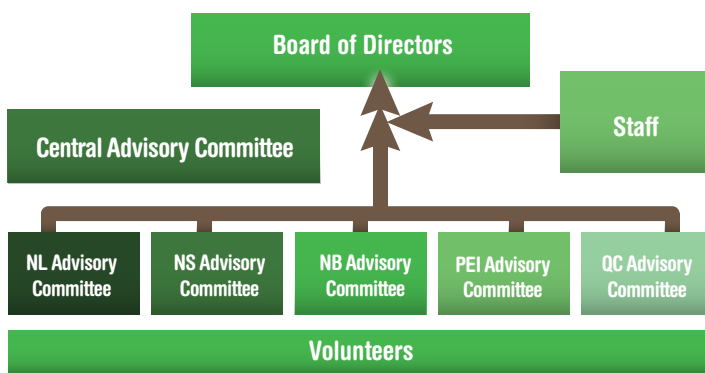 Board of Directors
Central Advisory Committee
Staff
NL Advisory
Committee
NS Advisory
Committee
NB Advisory
Committee
PEI Advisory
Committee
QC Advisory
Committee
Volunteers